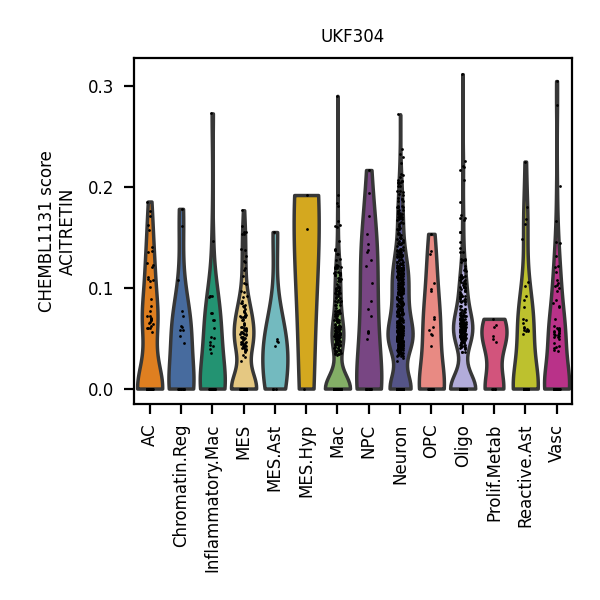 UKF304
CHEMBL1131 score
ACITRETIN
0.3
0.2
0.1
0.0
AC
Chromatin.Reg
Inflammatory.Mac
MES
MES.Ast
MES.Hyp
Mac
NPC
Neuron
OPC
Oligo
Prolif.Metab
Reactive.Ast
Vasc